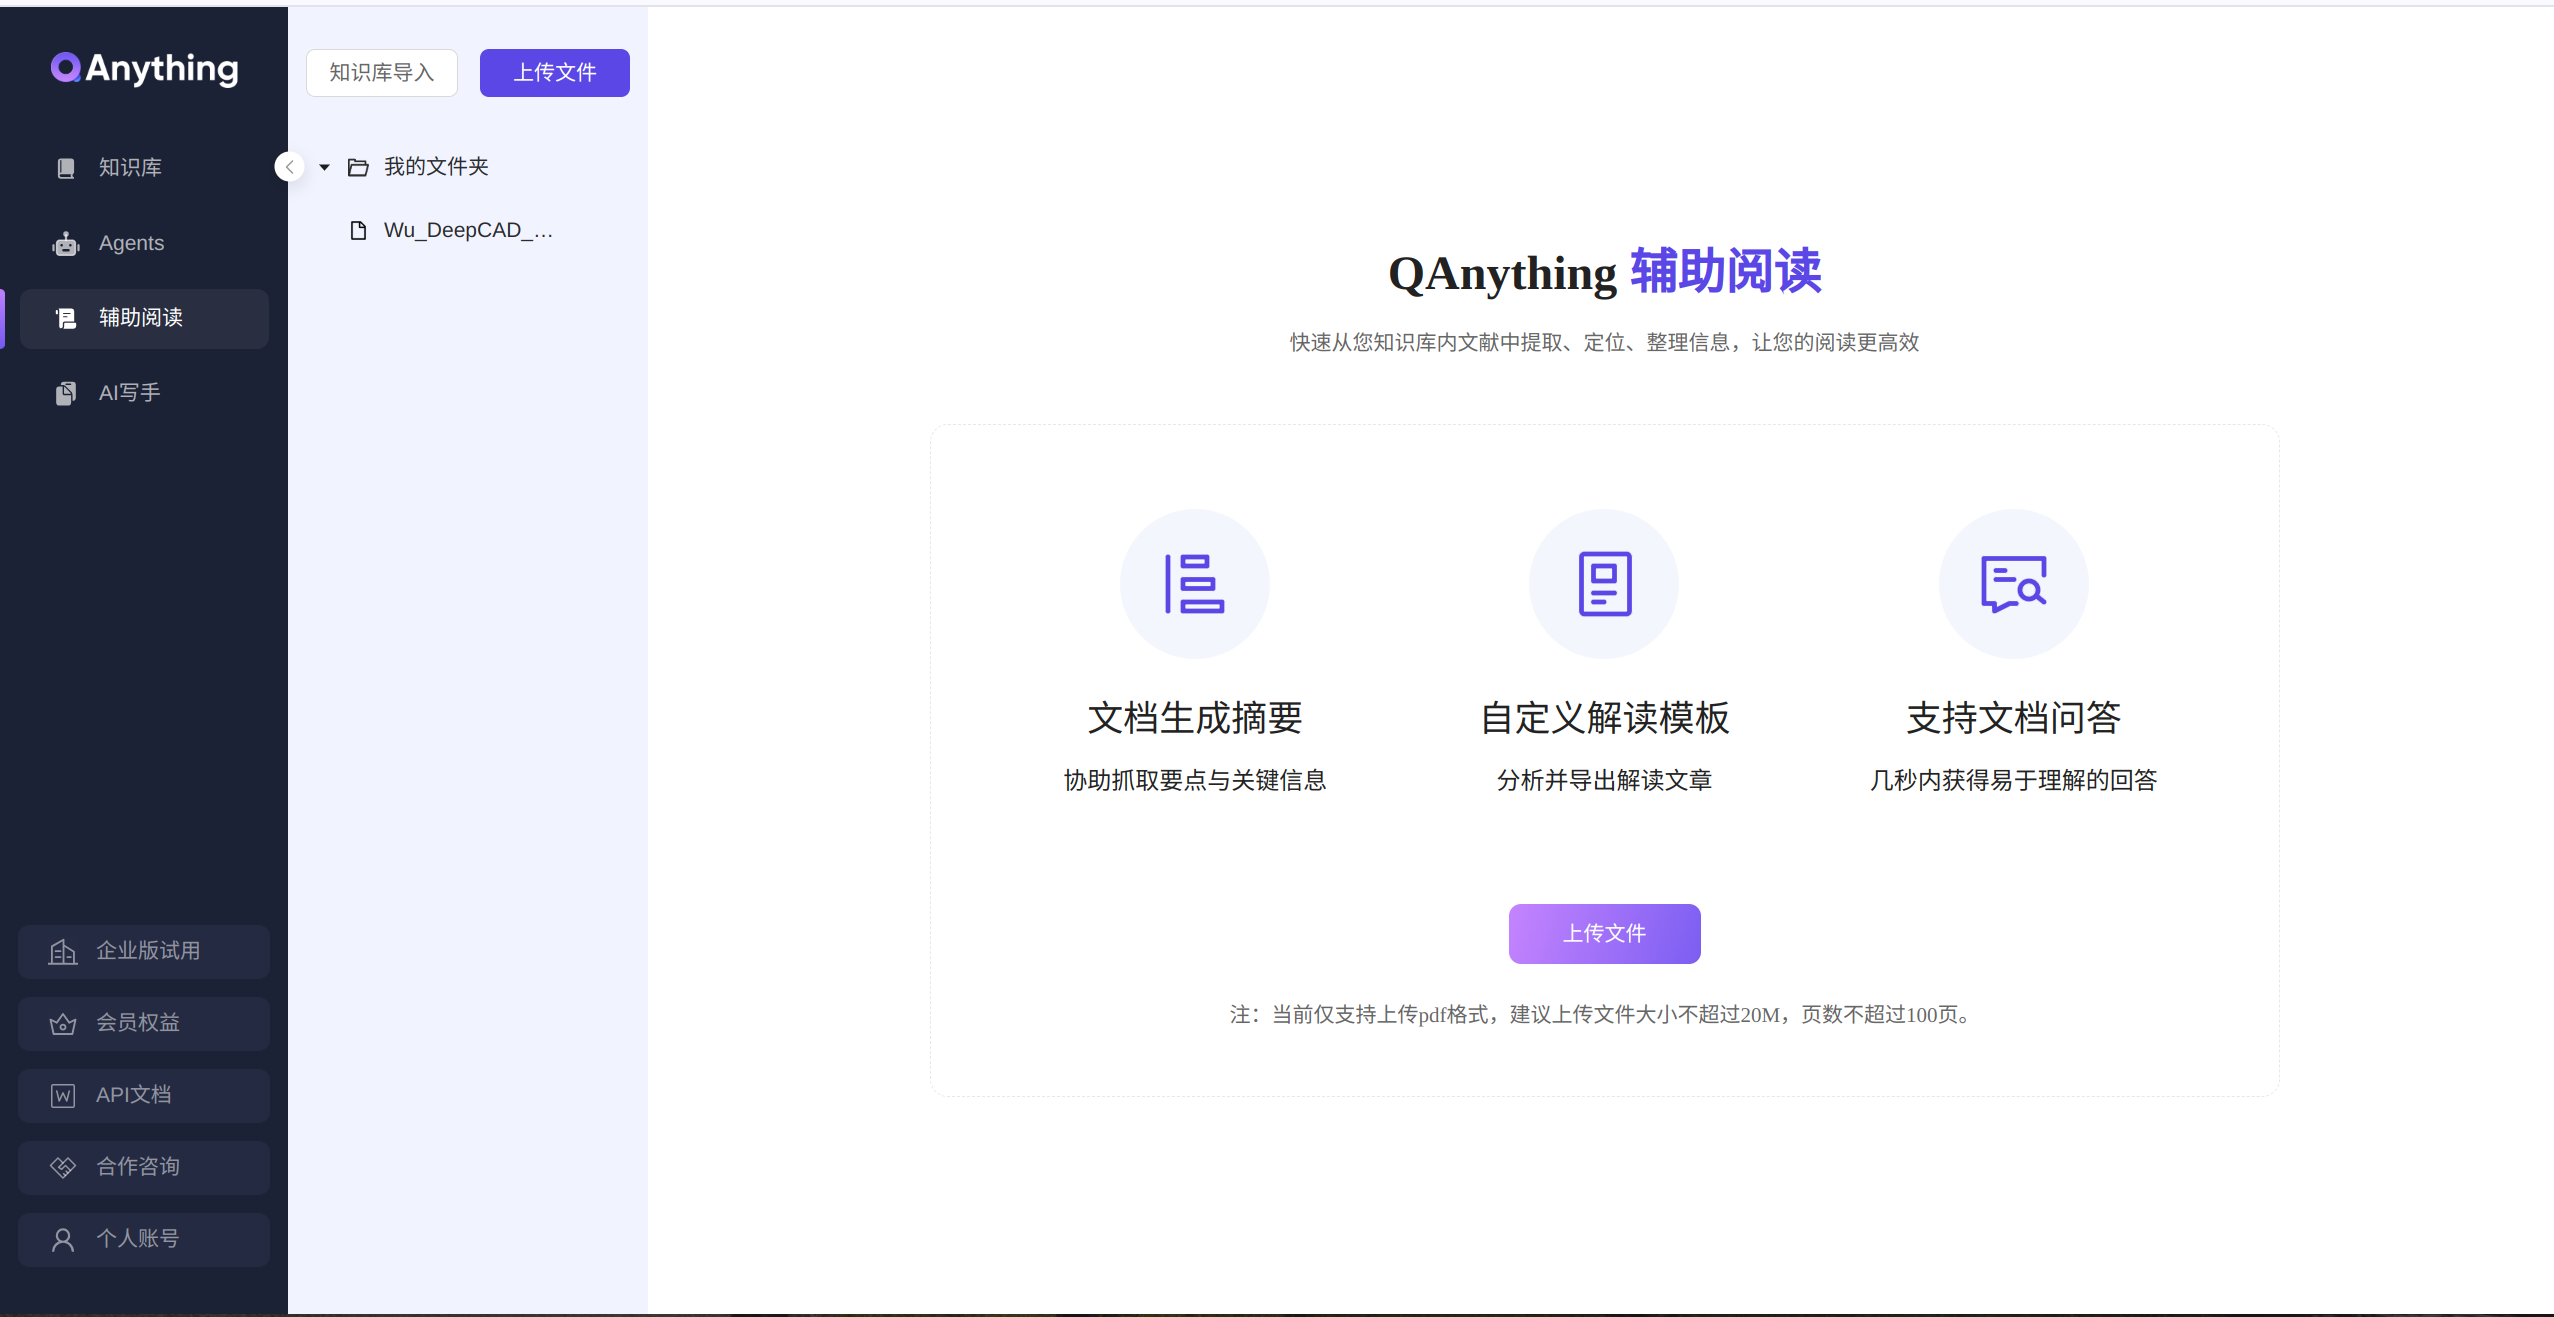 QAnything
知识库
Agents
辅助阅读
AI写手
企业版试用
会员权益
API文档
合作咨询
个人账号
知识库导入
上传文件
我的文件夹
Wu_DeepCAD_...
QAnything 辅助阅读
快速从您知识库内文献中提取、定位、整理信息，让您的阅读更高效
文档生成摘要
协助抓取要点与关键信息
自定义解读模板
分析并导出解读文章
支持文档问答
几秒内获得易于理解的回答
上传文件
注：当前仅支持上传pdf格式，建议上传文件大小不超过20M，页数不超过100页。